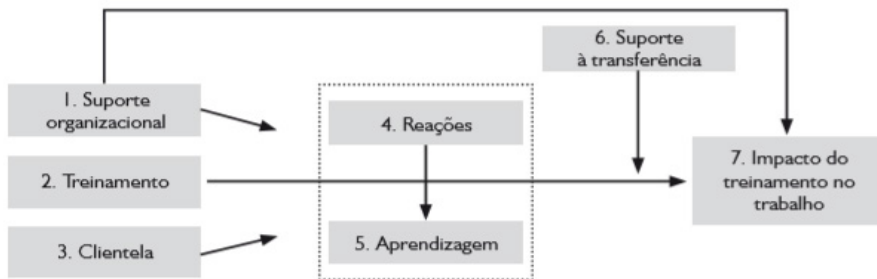 1. Suporte
organizacional
2. Treinamento
3. Clientela
4. Reações
5. Aprendizagem
6. Suporte
à transferência
7. Impacto do
treinamento no
trabalho